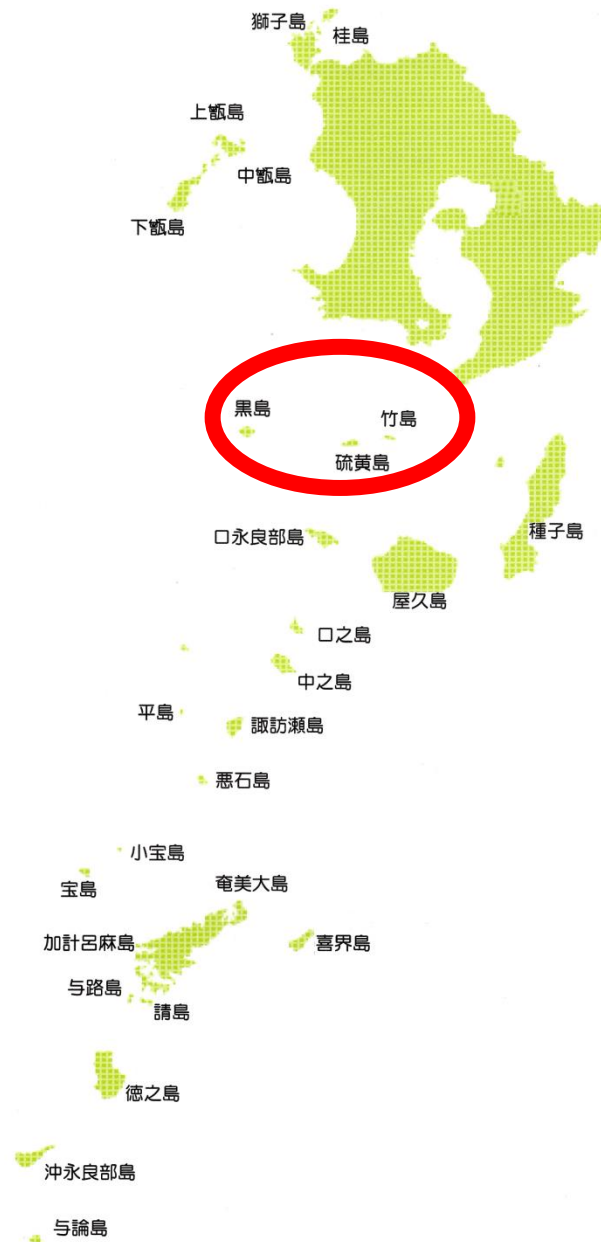 獅子島
桂島
上甑島
中甑島
下甑島
黒島
竹島
硫黄島
種子島
口永良部島
屋久島
口之島
中之島
平島
諏訪瀬島
悪石島
小宝島
宝島
奄美大島
加計呂麻島
喜界島
与路島
請島
徳之島
沖永良部島
与論島